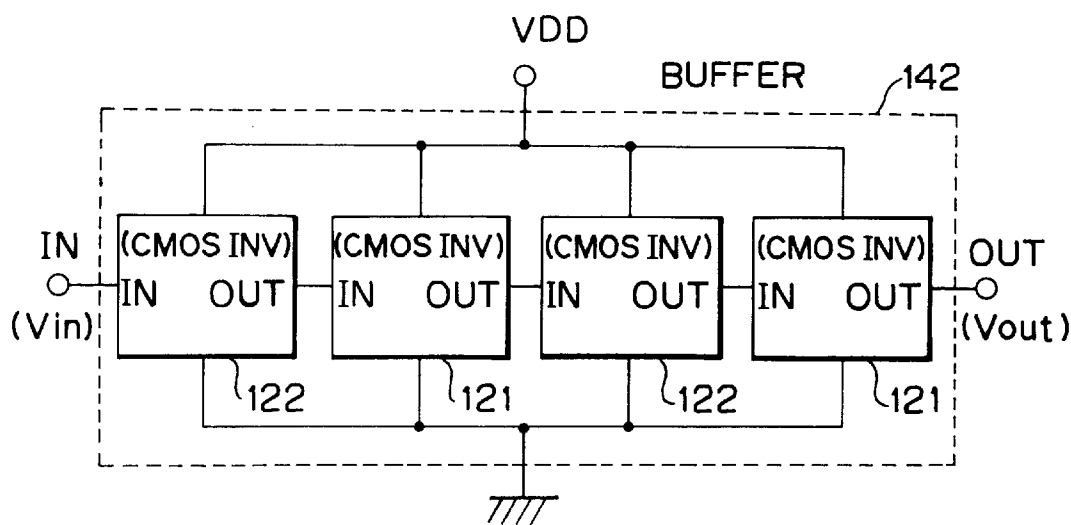 VDD
BUFFER 142
IN (CMOS INV) (CMOS INV) (CMOS INV) (CMOS INV) OUT
IN OUT IN OUT IN OUT IN OUT
(Vin) (Vout)
122 121 122 121